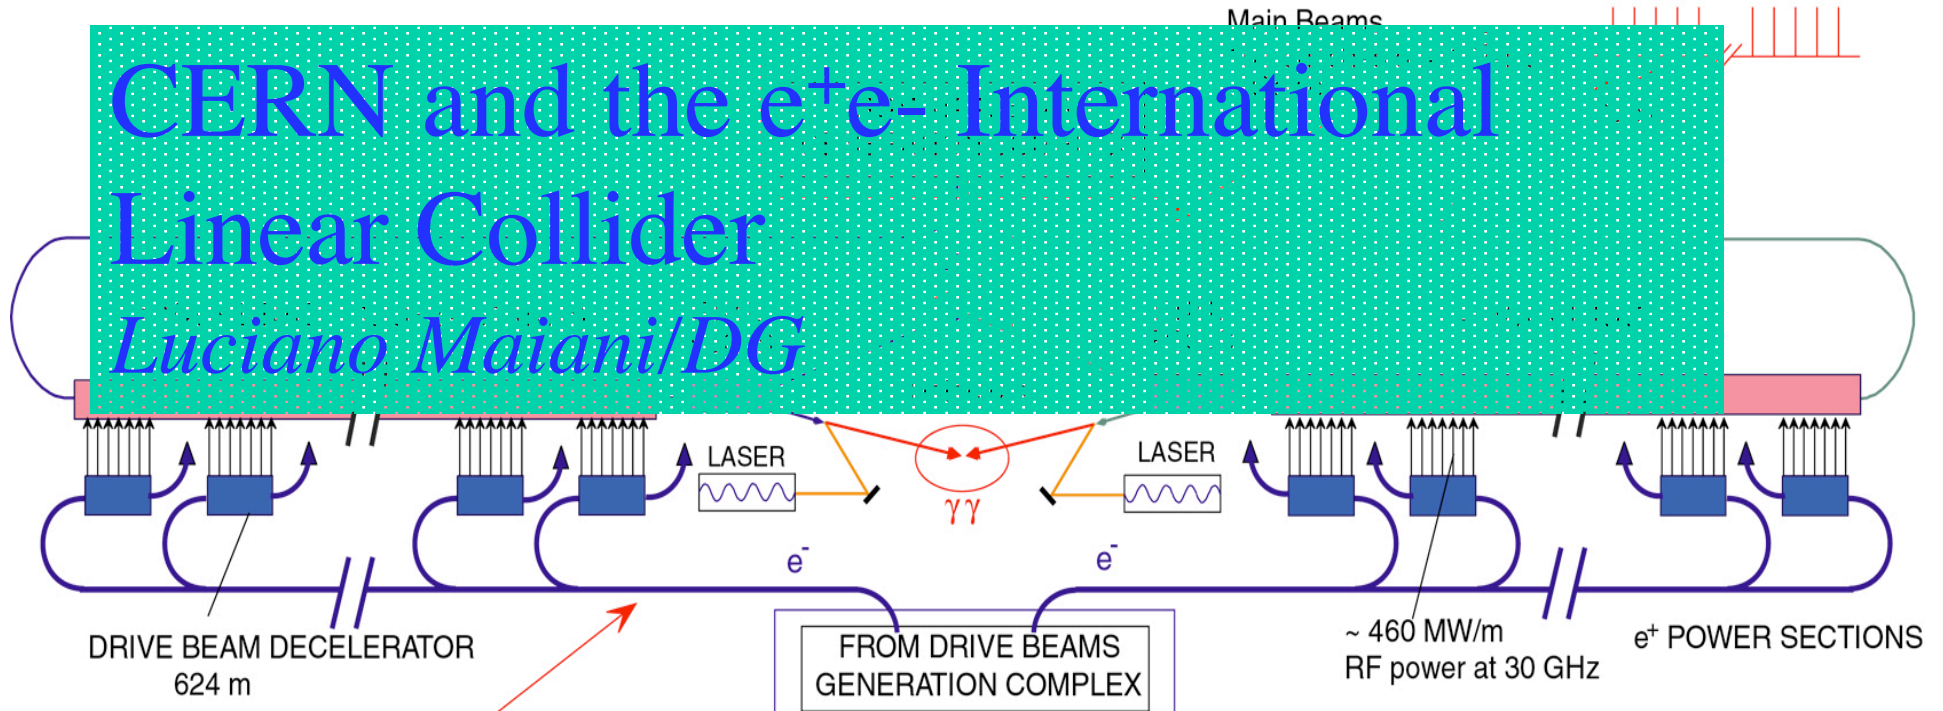 Main Beams
CERN and the e⁺e- International
Linear Collider
Luciano Maiani/DG
LASER
LASER
γγ
e⁻
e⁻
DRIVE BEAM DECELERATOR
624 m
FROM DRIVE BEAMS
GENERATION COMPLEX
~ 460 MW/m
RF power at 30 GHz
e⁺ POWER SECTIONS